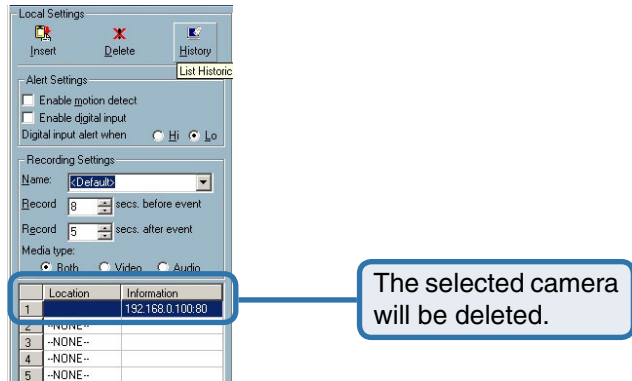 Local Settings
Insert Delete History
List Historic
Alert Settings
Enable motion detect
Enable digital input
Digital input alert when Hi Lo
Recording Settings
Name: <Default>
Record 8 secs. before event
Record 5 secs. after event
Media type:
Both Video Audio
Location Information
1 192.168.0.100:80
2 --NONE--
3 --NONE--
4 --NONE--
5 --NONE--
The selected camera
will be deleted.